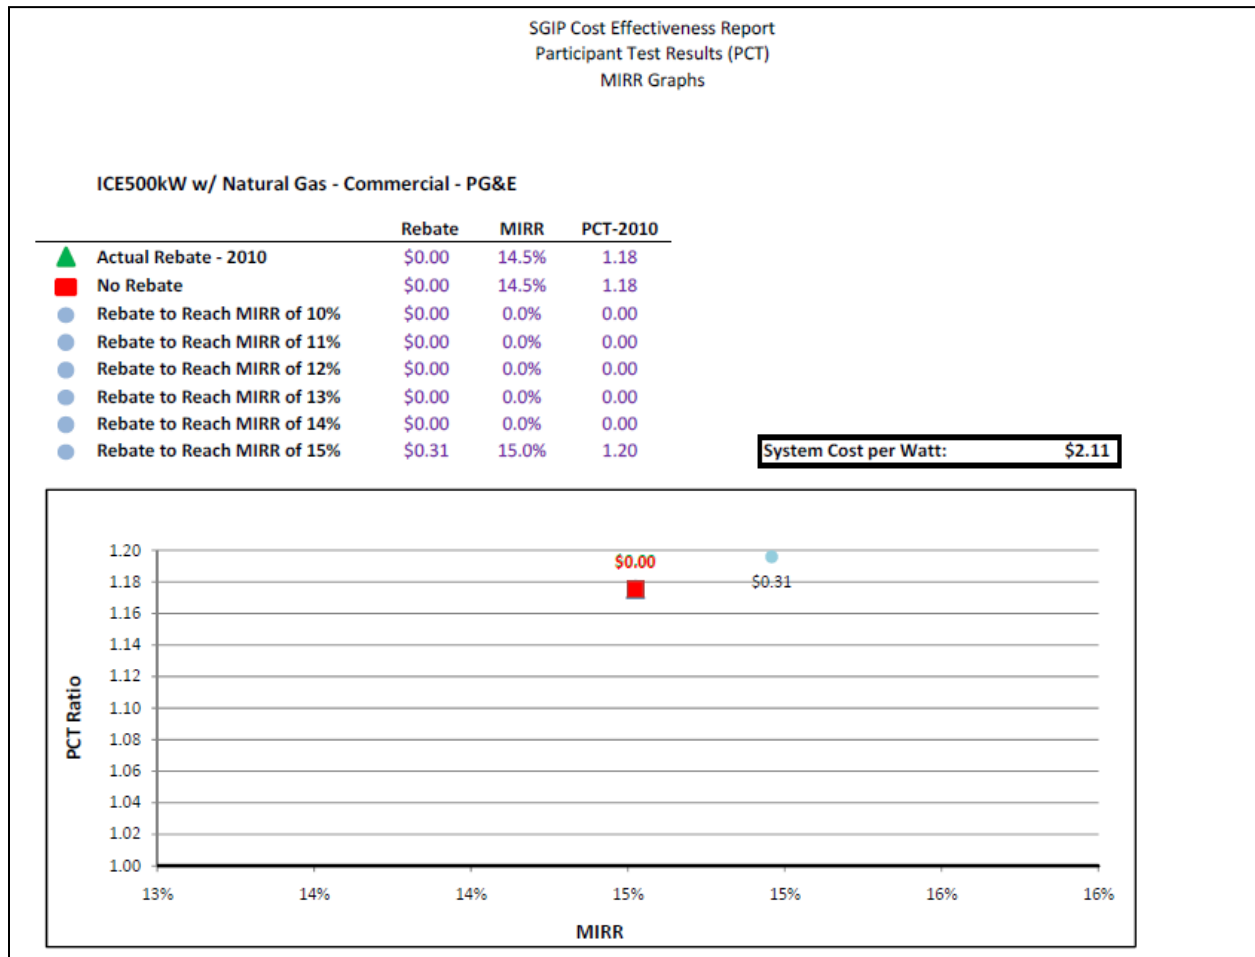 SGIP Cost Effectiveness Report
Participant Test Results (PCT)
MIRR Graphs
ICE500kW w/ Natural Gas - Commercial - PG&E
Rebate MIRR PCT-2010
Actual Rebate - 2010 $0.00 14.5% 1.18
No Rebate $0.00 14.5% 1.18
Rebate to Reach MIRR of 10% $0.00 0.0% 0.00
Rebate to Reach MIRR of 11% $0.00 0.0% 0.00
Rebate to Reach MIRR of 12% $0.00 0.0% 0.00
Rebate to Reach MIRR of 13% $0.00 0.0% 0.00
Rebate to Reach MIRR of 14% $0.00 0.0% 0.00
Rebate to Reach MIRR of 15% $0.31 15.0% 1.20
System Cost per Watt: $2.11
PCT Ratio
1.20
1.18
1.16
1.14
1.12
1.10
1.08
1.06
1.04
1.02
1.00
$0.00
$0.31
13% 14% 14% 15% 15% 16% 16%
MIRR